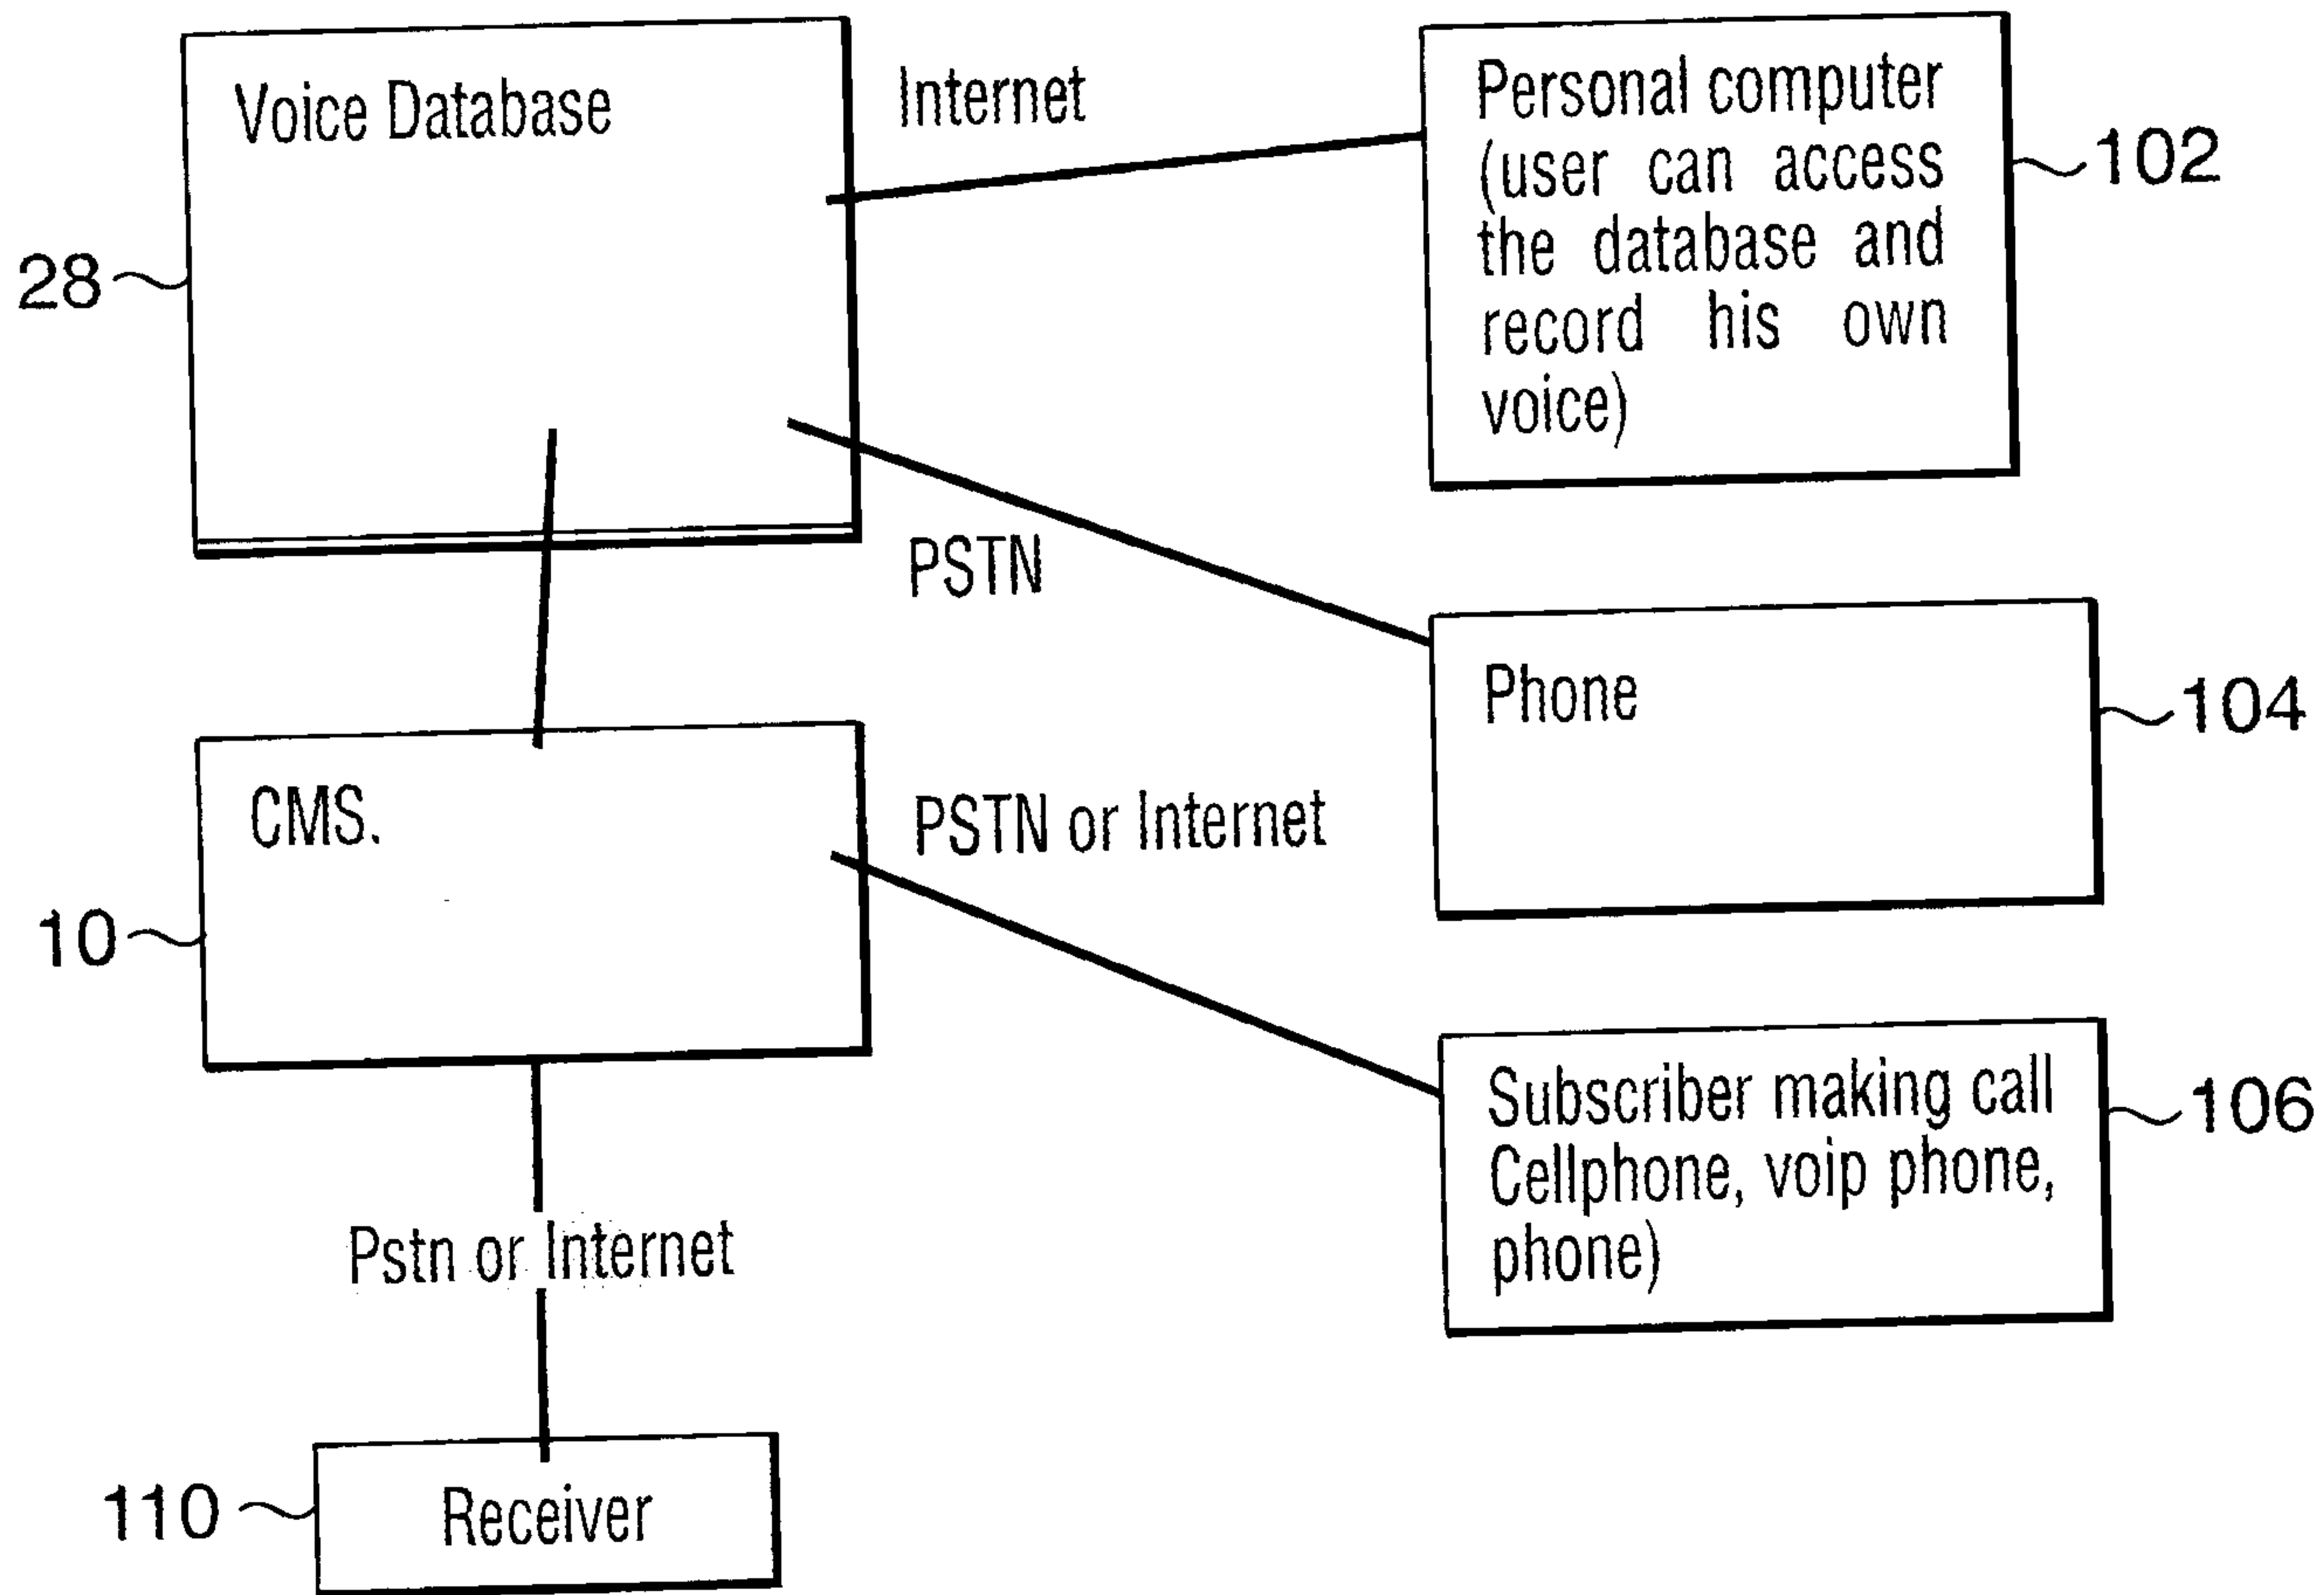 Voice Database
Internet
Personal computer
(user can access
the database and
record his own
voice)
102
28
PSTN
Phone
104
CMS.
PSTN or Internet
10
Subscriber making call
Cellphone, voip phone,
phone)
106
Pstn or Internet
110
Receiver